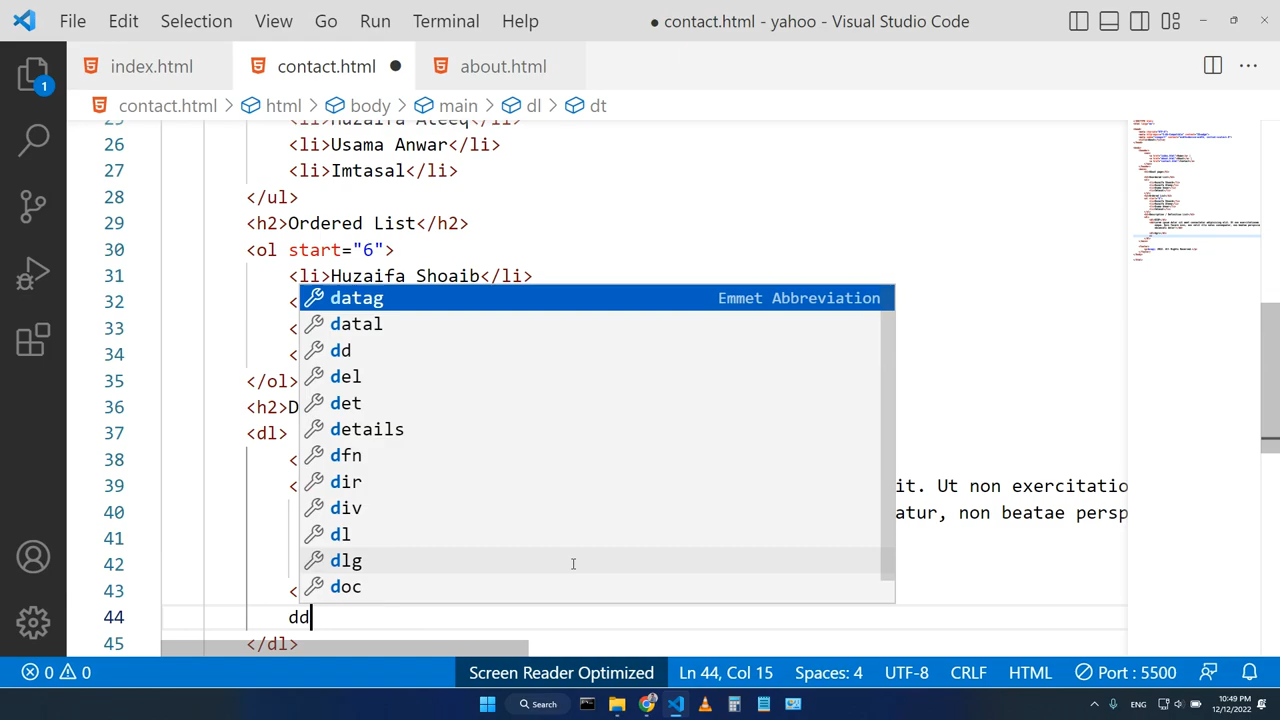 File Edit Selection View Go Run Terminal Help ● contact.html - yahoo - Visual Studio Code
index.html contact.html ● about.html
contact.html > html > body > main > dl > dt
25 <li>Huzaifa Ateeq</li>
26 <li>Usama Anwar</li>
27 <li>Imtasal</li>
28 </ul>
29 <h2>Ordered List</h2>
30 <ol start="6">
31 <li>Huzaifa Shoaib</li>
32 <
33 <
34 <
35 </ol>
36 <h2>D
37 <dl>
38 <
39 < it. Ut non exercitatio
40 atur, non beatae persp
41
42
43 <
44 dd
45 </dl>
datag Emmet Abbreviation
datal
dd
del
det
details
dfn
dir
div
dl
dlg
doc
1
0 0 Screen Reader Optimized Ln 44, Col 15 Spaces: 4 UTF-8 CRLF HTML Port : 5500
Search ENG 10:49 PM
12/12/2022